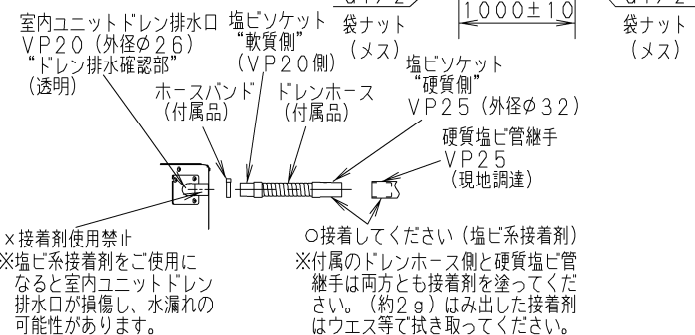 1000±10
袋ナット
(メス)
袋ナット
(メス)
室内ユニットドレン排水口
VP20(外径φ26)
“ドレン排水確認部”
(透明)
塩ビソケット
“軟質側”
(VP20側)
ホースバンド
(付属品)
ドレンホース
(付属品)
塩ビソケット
“硬質側”
VP25(外径φ32)
硬質塩ビ管継手
VP25
(現地調達)
×接着剤使用禁止
※塩ビ系接着剤をご使用に
なると室内ユニットドレン
排水口が損傷し、水漏れの
可能性があります。
○接着してください(塩ビ系接着剤)
※付属のドレンホース側と硬質塩ビ管
継手は両方とも接着剤を塗ってくだ
さい。(約2g)はみ出した接着剤
はウエス等で拭き取ってください。